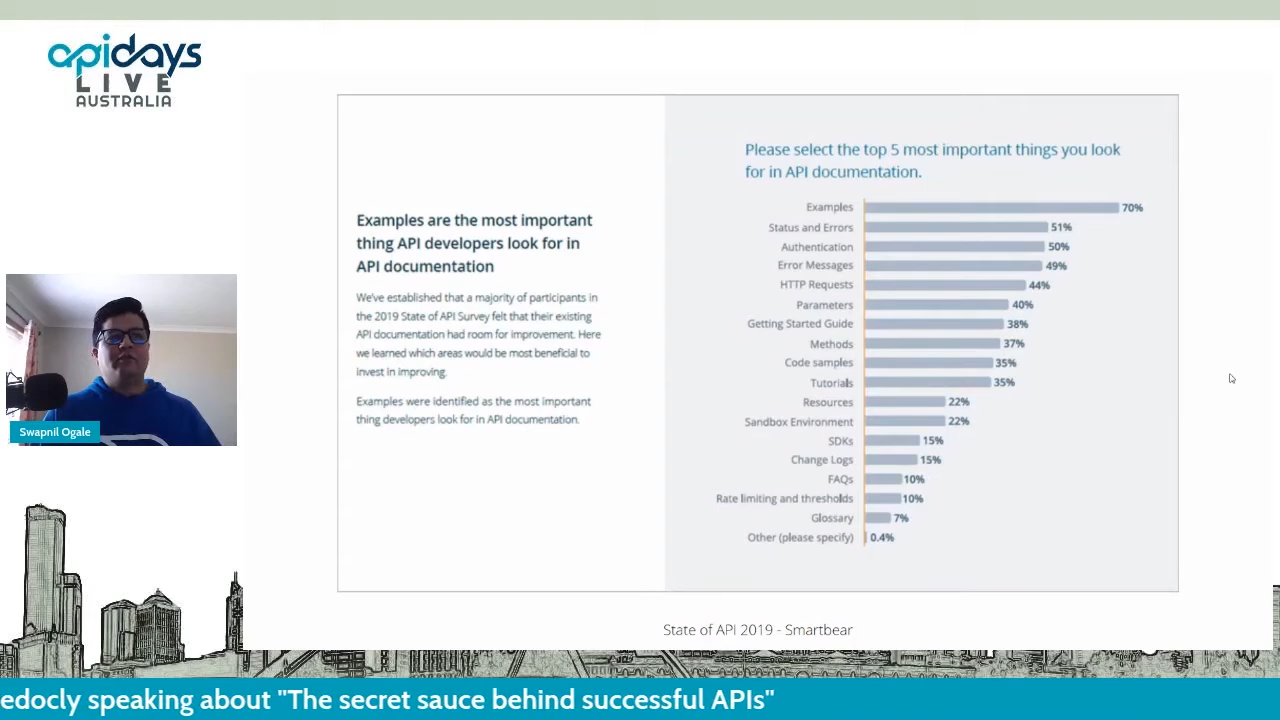 apidays
LIVE
AUSTRALIA
Swapnil Ogale
Examples are the most important
thing API developers look for in
API documentation
We've established that a majority of participants in
the 2019 State of API Survey felt that their existing
API documentation had room for improvement. Here
we learned which areas would be most beneficial to
invest in improving.
Examples were identified as the most important
thing developers look for in API documentation.
Please select the top 5 most important things you look
for in API documentation.
Examples 70%
Status and Errors 51%
Authentication 50%
Error Messages 49%
HTTP Requests 44%
Parameters 40%
Getting Started Guide 38%
Methods 37%
Code samples 35%
Tutorials 35%
Resources 22%
Sandbox Environment 22%
SDKs 15%
Change Logs 15%
FAQs 10%
Rate limiting and thresholds 10%
Glossary 7%
Other (please specify) 0.4%
State of API 2019 - Smartbear
edocly speaking about "The secret sauce behind successful APIs"